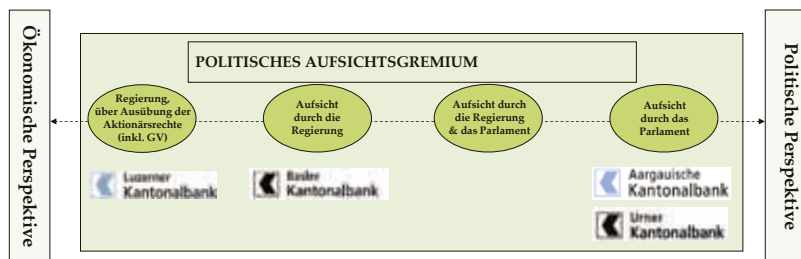 Ökonomische Perspektive
POLITISCHES AUFSICHTSGREMIUM
Regierung,
über Ausübung der
Aktionärsrechte
(inkl. GV)
Aufsicht
durch die
Regierung
Aufsicht durch
die Regierung
& das Parlament
Aufsicht
durch das
Parlament
Luzerner
Kantonalbank
Basler
Kantonalbank
Aargauische
Kantonalbank
Urner
Kantonalbank
Politische Perspektive